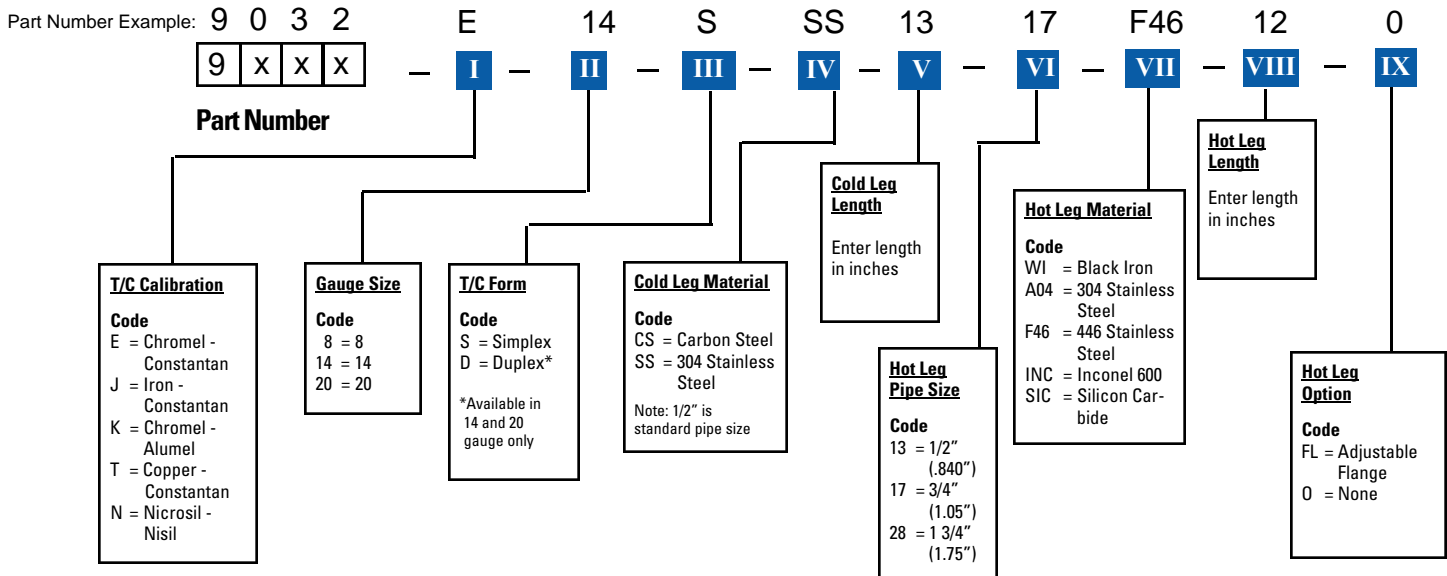 Part Number Example: 9 0 3 2 E 14 S SS 13 17 F46 12 0
9 x x x – I – II – III – IV – V – VI – VII – VIII – IX
Part Number
T/C Calibration
Code
E = Chromel -
Constantan
J = Iron -
Constantan
K = Chromel -
Alumel
T = Copper -
Constantan
N = Nicrosil -
Nisil
Gauge Size
Code
8 = 8
14 = 14
20 = 20
T/C Form
Code
S = Simplex
D = Duplex*
*Available in
14 and 20
gauge only
Cold Leg Material
Code
CS = Carbon Steel
SS = 304 Stainless
Steel
Note: 1/2" is
standard pipe size
Cold Leg
Length
Enter length
in inches
Hot Leg
Pipe Size
Code
13 = 1/2"
(.840")
17 = 3/4"
(1.05")
28 = 1 3/4"
(1.75")
Hot Leg Material
Code
WI = Black Iron
A04 = 304 Stainless
Steel
F46 = 446 Stainless
Steel
INC = Inconel 600
SIC = Silicon Car-
bide
Hot Leg
Length
Enter length
in inches
Hot Leg
Option
Code
FL = Adjustable
Flange
0 = None